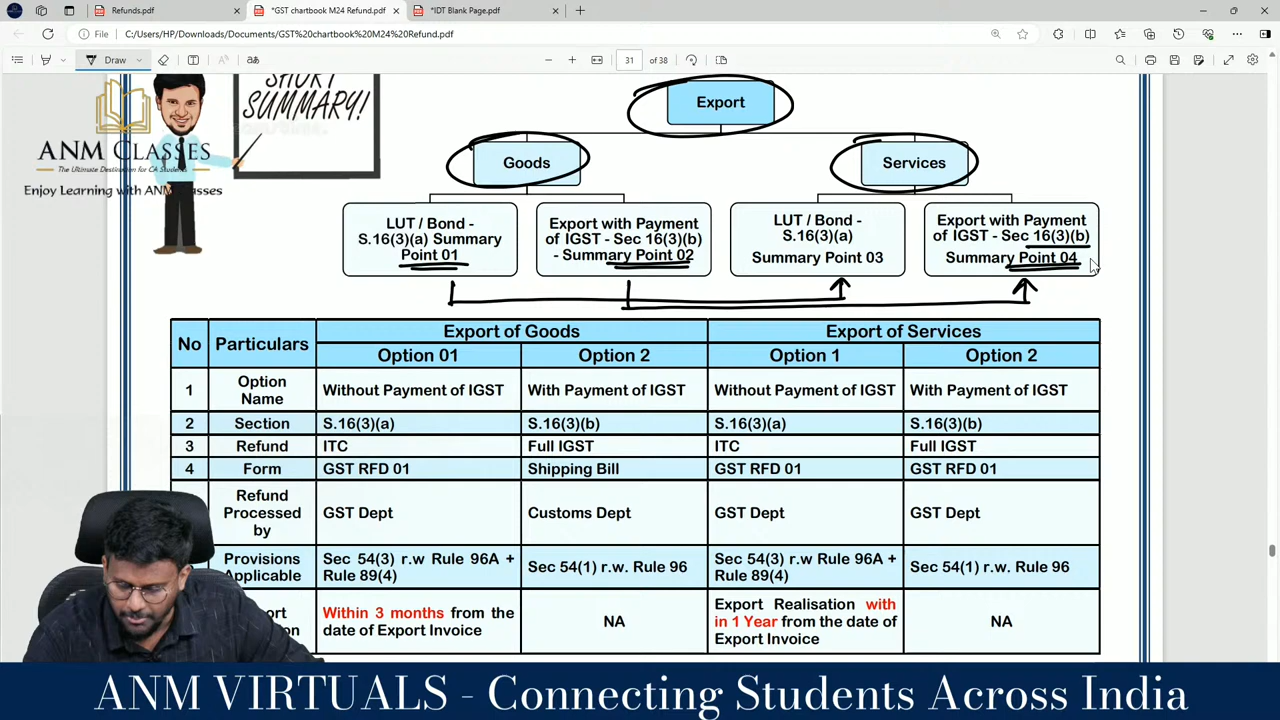 Refunds.pdf
*GST chartbook M24 Refund.pdf
*IDT Blank Page.pdf
File
C:/Users/HP/Downloads/Documents/GST%20chartbook%20M24%20Refund.pdf
Draw
31 of 38
SHORT
SUMMARY!
ANM CLASSES
The Ultimate Destination for CA Students
Enjoy Learning with ANM Classes
Export
Goods
Services
LUT / Bond -
S.16(3)(a) Summary
Point 01
Export with Payment
of IGST - Sec 16(3)(b)
- Summary Point 02
LUT / Bond -
S.16(3)(a)
Summary Point 03
Export with Payment
of IGST - Sec 16(3)(b)
Summary Point 04
No Particulars Export of Goods Export of Services
Option 01 Option 2 Option 1 Option 2
1 Option Name Without Payment of IGST With Payment of IGST Without Payment of IGST With Payment of IGST
2 Section S.16(3)(a) S.16(3)(b) S.16(3)(a) S.16(3)(b)
3 Refund ITC Full IGST ITC Full IGST
4 Form GST RFD 01 Shipping Bill GST RFD 01 GST RFD 01
Refund
Processed
by
GST Dept Customs Dept GST Dept GST Dept
Provisions
Applicable
Sec 54(3) r.w Rule 96A +
Rule 89(4)
Sec 54(1) r.w. Rule 96
Sec 54(3) r.w Rule 96A +
Rule 89(4)
Sec 54(1) r.w. Rule 96
Within 3 months from the
date of Export Invoice
NA
Export Realisation with
in 1 Year from the date of
Export Invoice
NA
ANM VIRTUALS - Connecting Students Across India